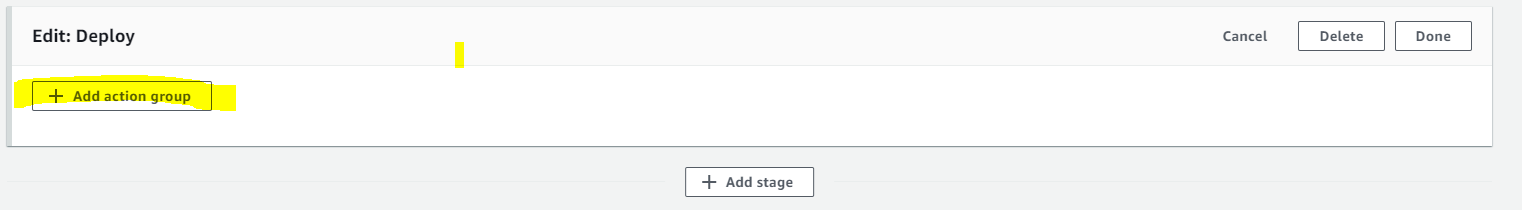 Edit: Deploy
Cancel
Delete
Done
Add action group
Add stage